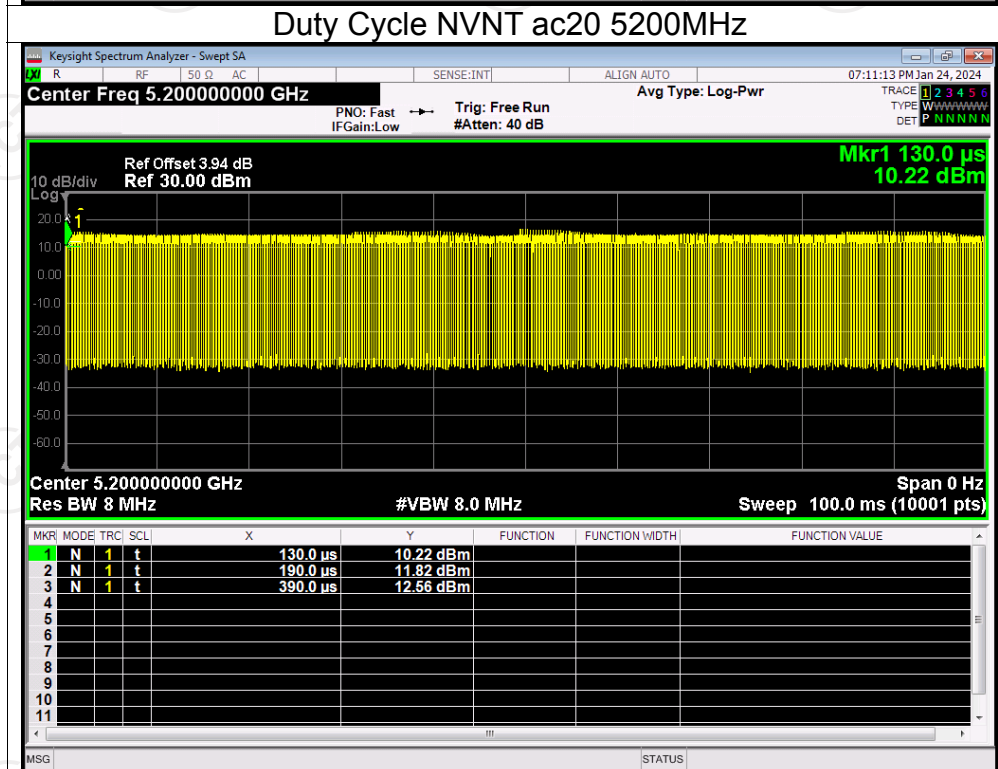 Duty Cycle NVNT ac20 5200MHz
Keysight Spectrum Analyzer - Swept SA
LXI R RF 50 Ω AC SENSE:INT ALIGN AUTO 07:11:13 PM Jan 24, 2024
Center Freq 5.200000000 GHz Avg Type: Log-Pwr TRACE 1 2 3 4 5 6
PNO: Fast Trig: Free Run TYPE WWWWWW
IFGain:Low #Atten: 40 dB DET P N N N N N
Mkr1 130.0 µs
10.22 dBm
Ref Offset 3.94 dB
10 dB/div Ref 30.00 dBm
Log
1
20.0
10.0
0.00
-10.0
-20.0
-30.0
-40.0
-50.0
-60.0
Center 5.200000000 GHz Span 0 Hz
Res BW 8 MHz #VBW 8.0 MHz Sweep 100.0 ms (10001 pts)
MKR MODE TRC SCL X Y FUNCTION FUNCTION WIDTH FUNCTION VALUE
1 N 1 t 130.0 µs 10.22 dBm
2 N 1 t 190.0 µs 11.82 dBm
3 N 1 t 390.0 µs 12.56 dBm
4
5
6
7
8
9
10
11
MSG STATUS